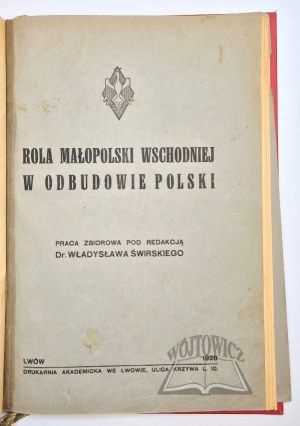 ROLA MAŁOPOLSKI WSCHODNIEJ
W ODBUDOWIE POLSKI
PRACA ZBIOROWA POD REDAKCJĄ
Dr. WŁADYSŁAWA ŚWIRSKIEGO
LWÓW 1928
DRUKARNIA AKADEMICKA WE LWOWIE, ULICA KRZYWA L. 10.
WÓJTOWICZ